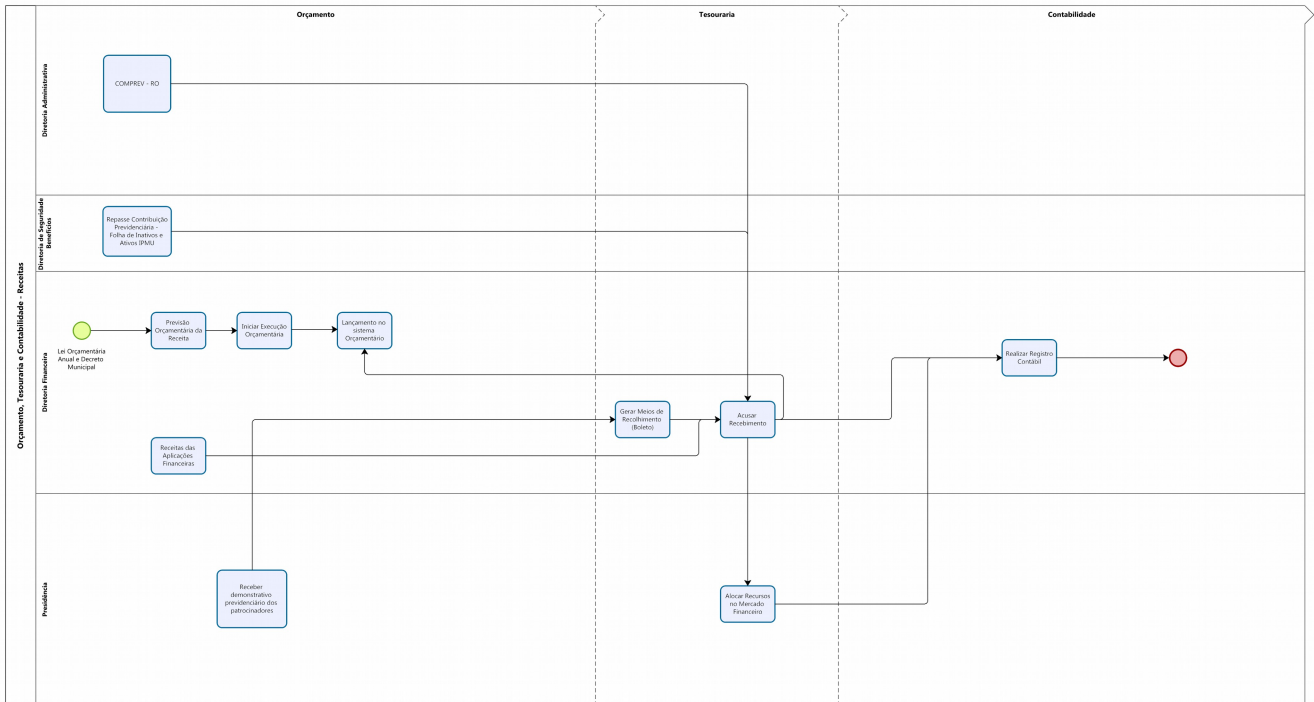 Orçamento
Tesouraria
Contabilidade
Orçamento, Tesouraria e Contabilidade - Receitas
Diretoria Administrativa
COMPREV - RO
Diretoria de Seguridade
Benefícios
Repasse Contribuição
Previdenciária -
Folha de Inativos e
Ativos IPMU
Diretoria Financeira
Lei Orçamentária
Anual e Decreto
Municipal
Previsão
Orçamentária da
Receita
Iniciar Execução
Orçamentária
Lançamento no
sistema
Orçamentário
Realizar Registro
Contábil
Gerar Meios de
Recolhimento
(Boleto)
Acusar
Recebimento
Receitas das
Aplicações
Financeiras
Presidência
Receber
demonstrativo
previdenciário dos
patrocinadores
Alocar Recursos
no Mercado
Financeiro